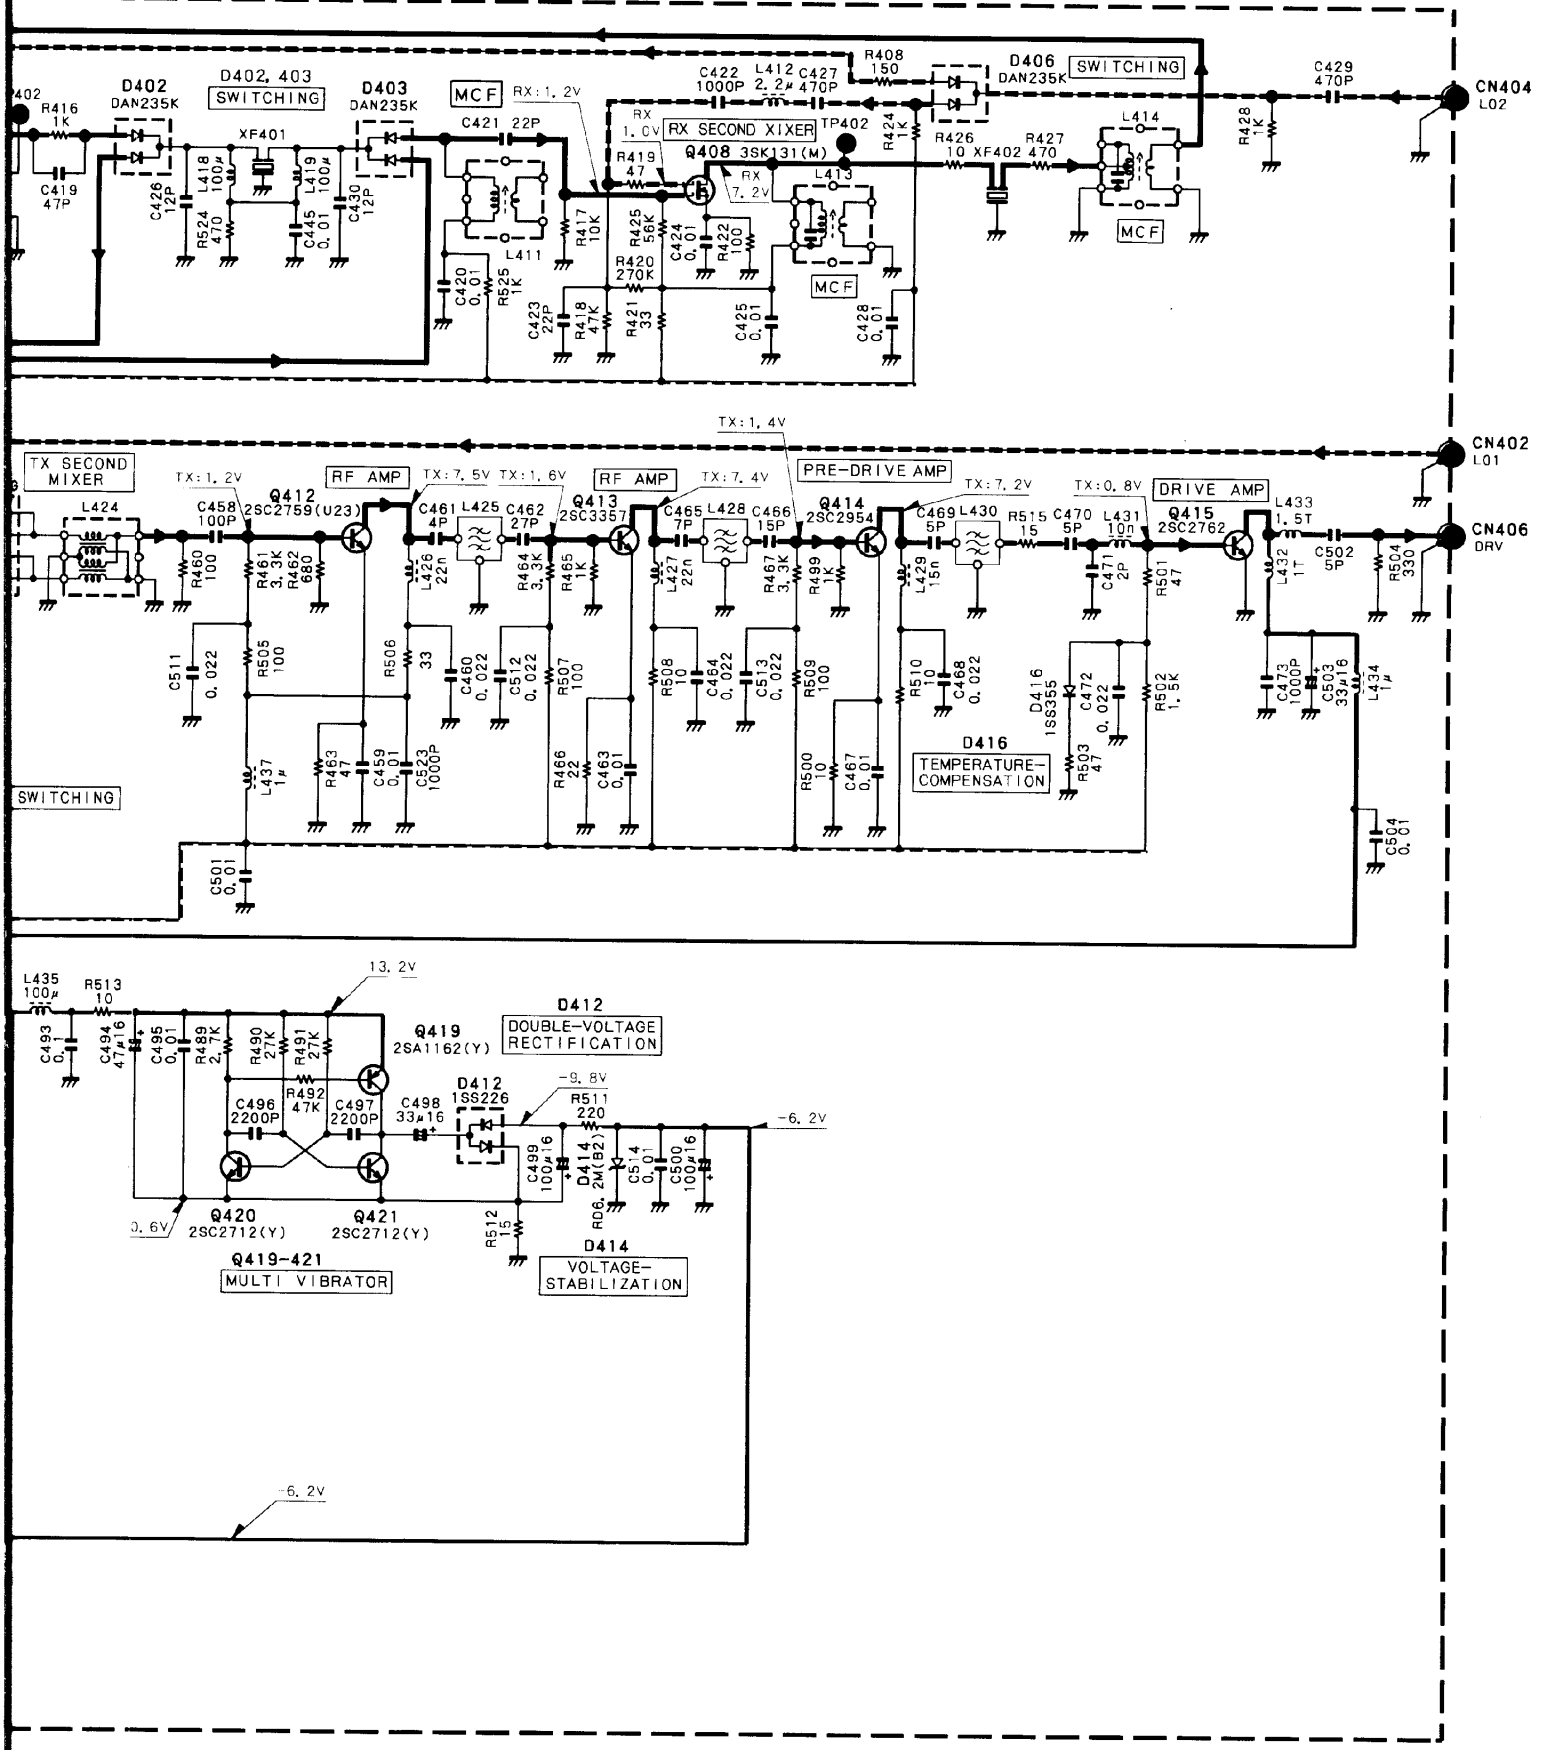 D402
DAN235K
D402, 403
SWITCHING
D403
DAN235K
MCF
RX:1. 2V
C422
1000P
L412
2. 2μ
C427
470P
R408
150
D406
DAN235K
SWITCHING
C429
470P
CN404
L02
R416
1K
C419
47P
XF401
C421 22P
RX
1. 0V
RX SECOND XIXER
TP402
Q408 3SK131(M)
R424
1K
R426
10
XF402
R427
470
L414
R428
1K
C426
12P
L418
100μ
R524
470
L419
100μ
C445
0. 01
C430
12P
L411
C420
0. 01
R525
1K
R419
47
R417
10K
R425
56K
R420
270K
C423
22P
R418
47K
R421
33
C424
0. 01
R422
100
RX
7. 2V
L413
MCF
C425
0. 01
C428
0. 01
MCF
TX:1. 4V
CN402
L01
TX SECOND
MIXER
L424
TX:1. 2V
C458
100P
Q412
2SC2759(U23)
RF AMP
TX:7. 5V
TX:1. 6V
C461
4P
L425
C462
27P
Q413
2SC3357
RF AMP
TX:7. 4V
C465
7P
L428
C466
15P
PRE-DRIVE AMP
Q414
2SC2954
TX:7. 2V
C469
5P
L430
R515
15
C470
5P
L431
10n
TX:0. 8V
DRIVE AMP
Q415
2SC2762
L433
1. 5T
C502
5P
CN406
DRV
R460
100
R461
3. 3K
R462
680
L426
22n
R464
3. 3K
R465
1K
L427
22n
R467
3. 3K
R499
1K
L429
15n
C471
2P
R501
47
L432
1T
R504
330
C511
0. 022
R505
100
R506
33
C460
0. 022
C512
0. 022
R507
100
R508
10
C464
0. 022
C513
0. 022
R509
100
R510
10
C468
0. 022
D416
1SS355
C472
0. 022
R502
1. 5K
C473
1000P
C503
33μ16
L434
1μ
L437
1μ
R463
47
C459
0. 01
C523
1000P
R466
22
C463
0. 01
R500
10
C467
0. 01
D416
TEMPERATURE-
COMPENSATION
R503
47
SWITCHING
C501
0. 01
C504
0. 01
L435
100μ
R513
10
13. 2V
D412
DOUBLE-VOLTAGE
RECTIFICATION
C493
0. 1
C494
47μ16
C495
0. 01
R489
2. 7K
R490
27K
R491
27K
Q419
2SA1162(Y)
R492
47K
C496
2200P
C497
2200P
C498
33μ16
D412
1SS226
-9. 8V
R511
220
-6. 2V
C499
100μ16
D414
RD6. 2M(B2)
C514
0. 01
C500
100μ16
0. 6V
Q420
2SC2712(Y)
Q421
2SC2712(Y)
R512
15
Q419-421
MULTI VIBRATOR
D414
VOLTAGE-
STABILIZATION
-6. 2V